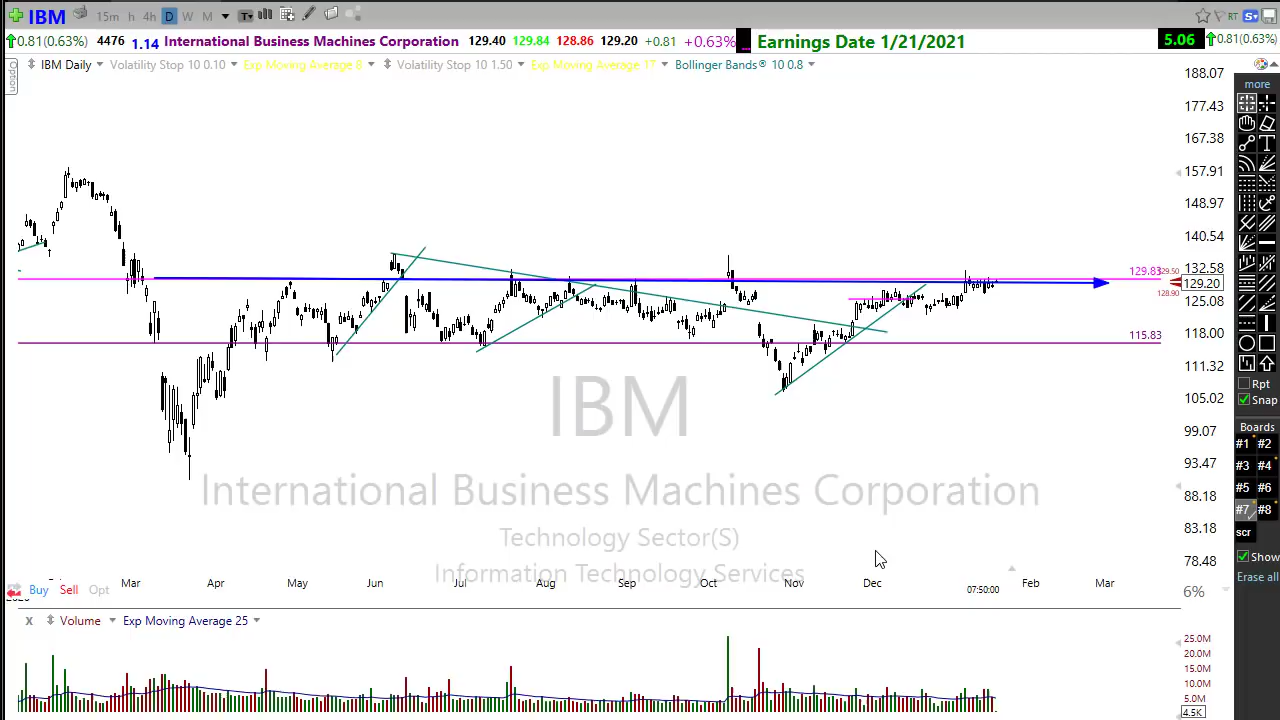 IBM 15m h 4h D W M T RT S
0.81(0.63%) 4476 1.14 International Business Machines Corporation 129.40 129.84 128.86 129.20 +0.81 +0.63% Earnings Date 1/21/2021 5.06 0.81(0.63%)
IBM Daily Volatility Stop 10 0.10 Exp Moving Average 8 Volatility Stop 10 1.50 Exp Moving Average 17 Bollinger Bands® 10 0.8
Option
188.07
more
177.43
167.38
157.91
148.97
140.54
132.58
129.83
129.50
129.20
128.90
125.08
118.00
115.83
111.32
105.02
99.07
93.47
88.18
83.18
78.48
IBM
International Business Machines Corporation
Technology Sector(S)
Information Technology Services
Rpt
Snap
Boards
#1 #2
#3 #4
#5 #6
#7 #8
scr
Show
Erase all
Mar Apr May Jun Jul Aug Sep Oct Nov Dec Feb Mar
Buy Sell Opt 07:50:00 6%
X Volume Exp Moving Average 25
25.0M
20.0M
15.0M
10.0M
5.0M
4.5K